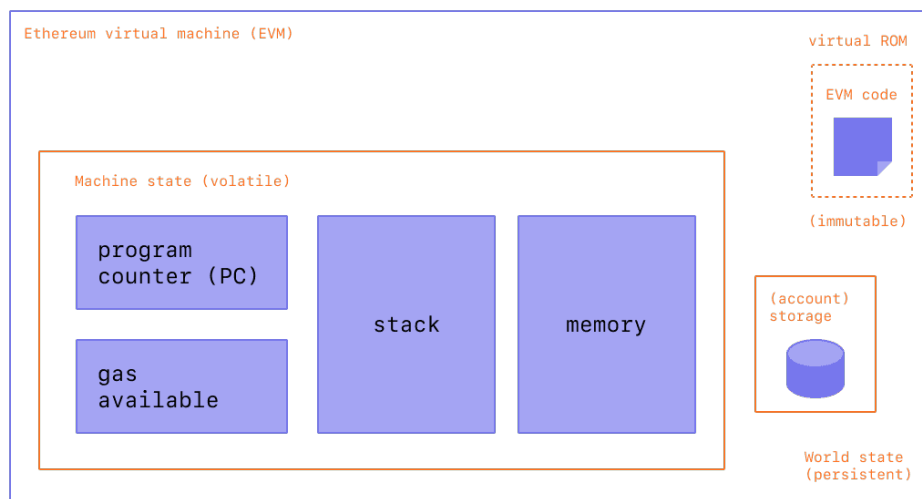 Ethereum virtual machine (EVM)
virtual ROM
EVM code
(immutable)
Machine state (volatile)
program
counter (PC)
gas
available
stack
memory
(account)
storage
World state
(persistent)